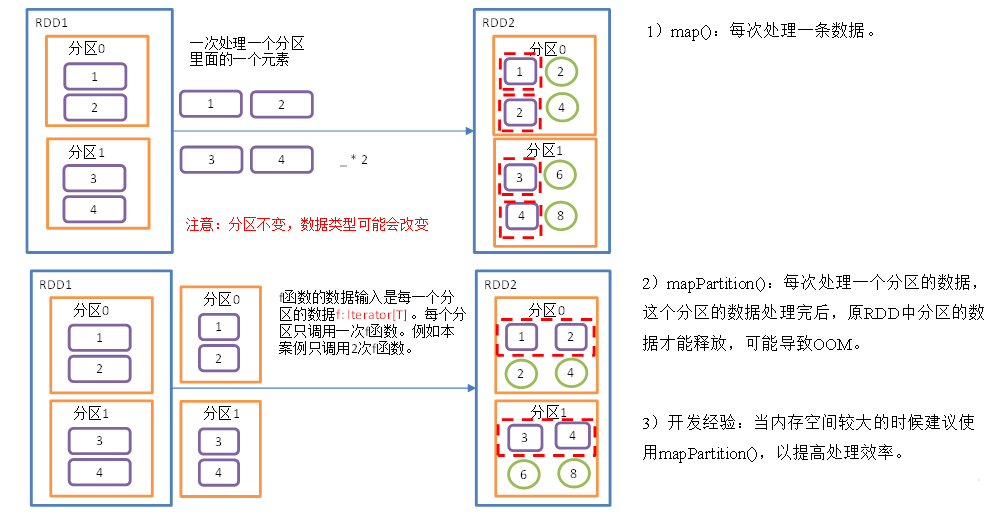 RDD1
分区0
1
2
分区1
3
4
一次处理一个分区
里面的一个元素
1 2
3 4 _ * 2
注意：分区不变，数据类型可能会改变
RDD2
分区0
1 2
2 4
分区1
3 6
4 8
1）map()：每次处理一条数据。
RDD1
分区0
1
2
分区1
3
4
分区0
1
2
分区1
3
4
f函数的数据输入是每一个分
区的数据f: Iterator[T] 。每个分
区只调用一次f函数。例如本
案例只调用2次f函数。
RDD2
分区0
1 2
2 4
分区1
3 4
6 8
2）mapPartition()：每次处理一个分区的数据，
这个分区的数据处理完后，原RDD中分区的数
据才能释放，可能导致OOM。
3）开发经验：当内存空间较大的时候建议使
用mapPartition()，以提高处理效率。